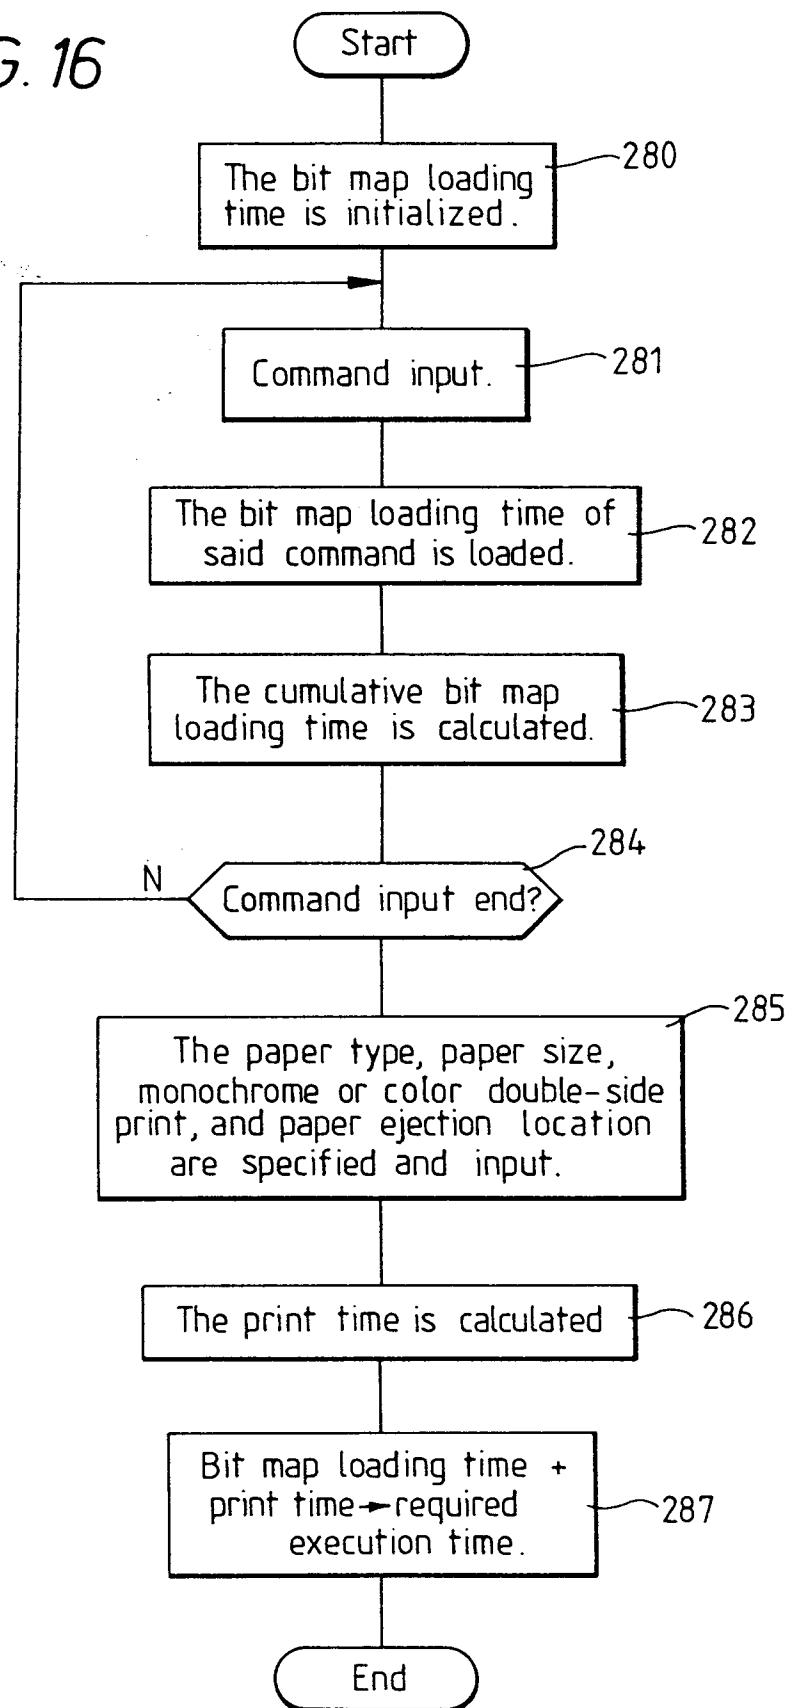 G. 16
Start
The bit map loading
time is initialized.
280
Command input.
281
The bit map loading time of
said command is loaded.
282
The cumulative bit map
loading time is calculated.
283
284
N
Command input end?
285
The paper type, paper size,
monochrome or color double-side
print, and paper ejection location
are specified and input.
The print time is calculated
286
Bit map loading time +
print time→required
execution time.
287
End